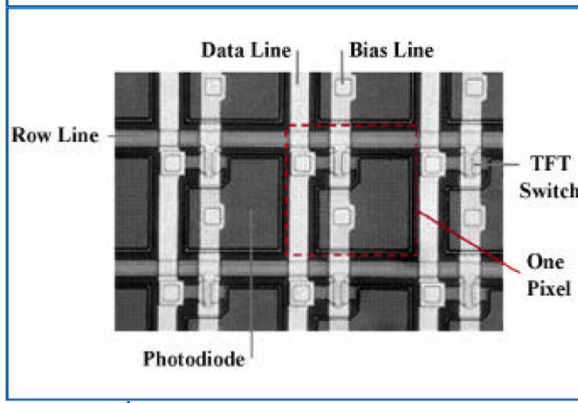 Data Line Bias Line
Row Line
TFT
Switch
One
Pixel
Photodiode